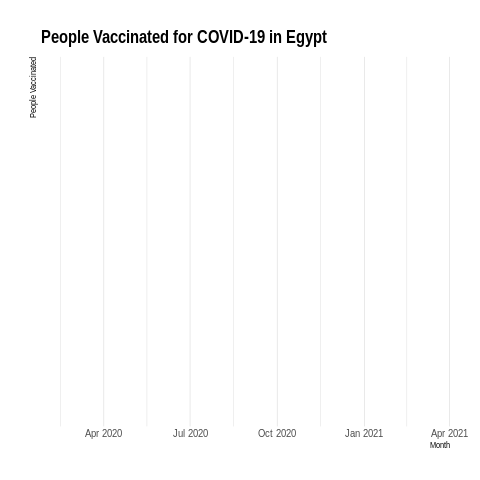 People Vaccinated for COVID-19 in Egypt
People Vaccinated
Apr 2020
Jul 2020
Oct 2020
Jan 2021
Apr 2021
Month